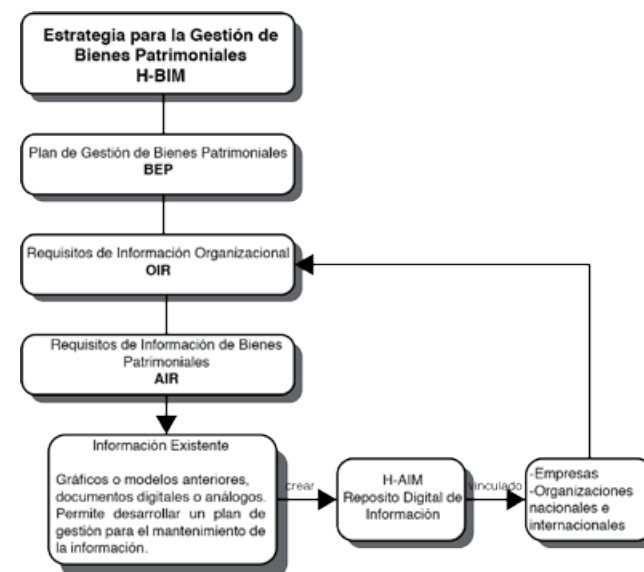 Estrategia para la Gestión de
Bienes Patrimoniales
H-BIM
Plan de Gestión de Bienes Patrimoniales
BEP
Requisitos de Información Organizacional
OIR
Requisitos de Información de Bienes
Patrimoniales
AIR
Información Existente
Gráficos o modelos anteriores,
documentos digitales o análogos.
Permite desarrollar un plan de
gestión para el mantenimiento de
la información.
crear
H-AIM
Reposito Digital de
Información
vinculado
-Empresas
-Organizaciones
nacionales e
internacionales